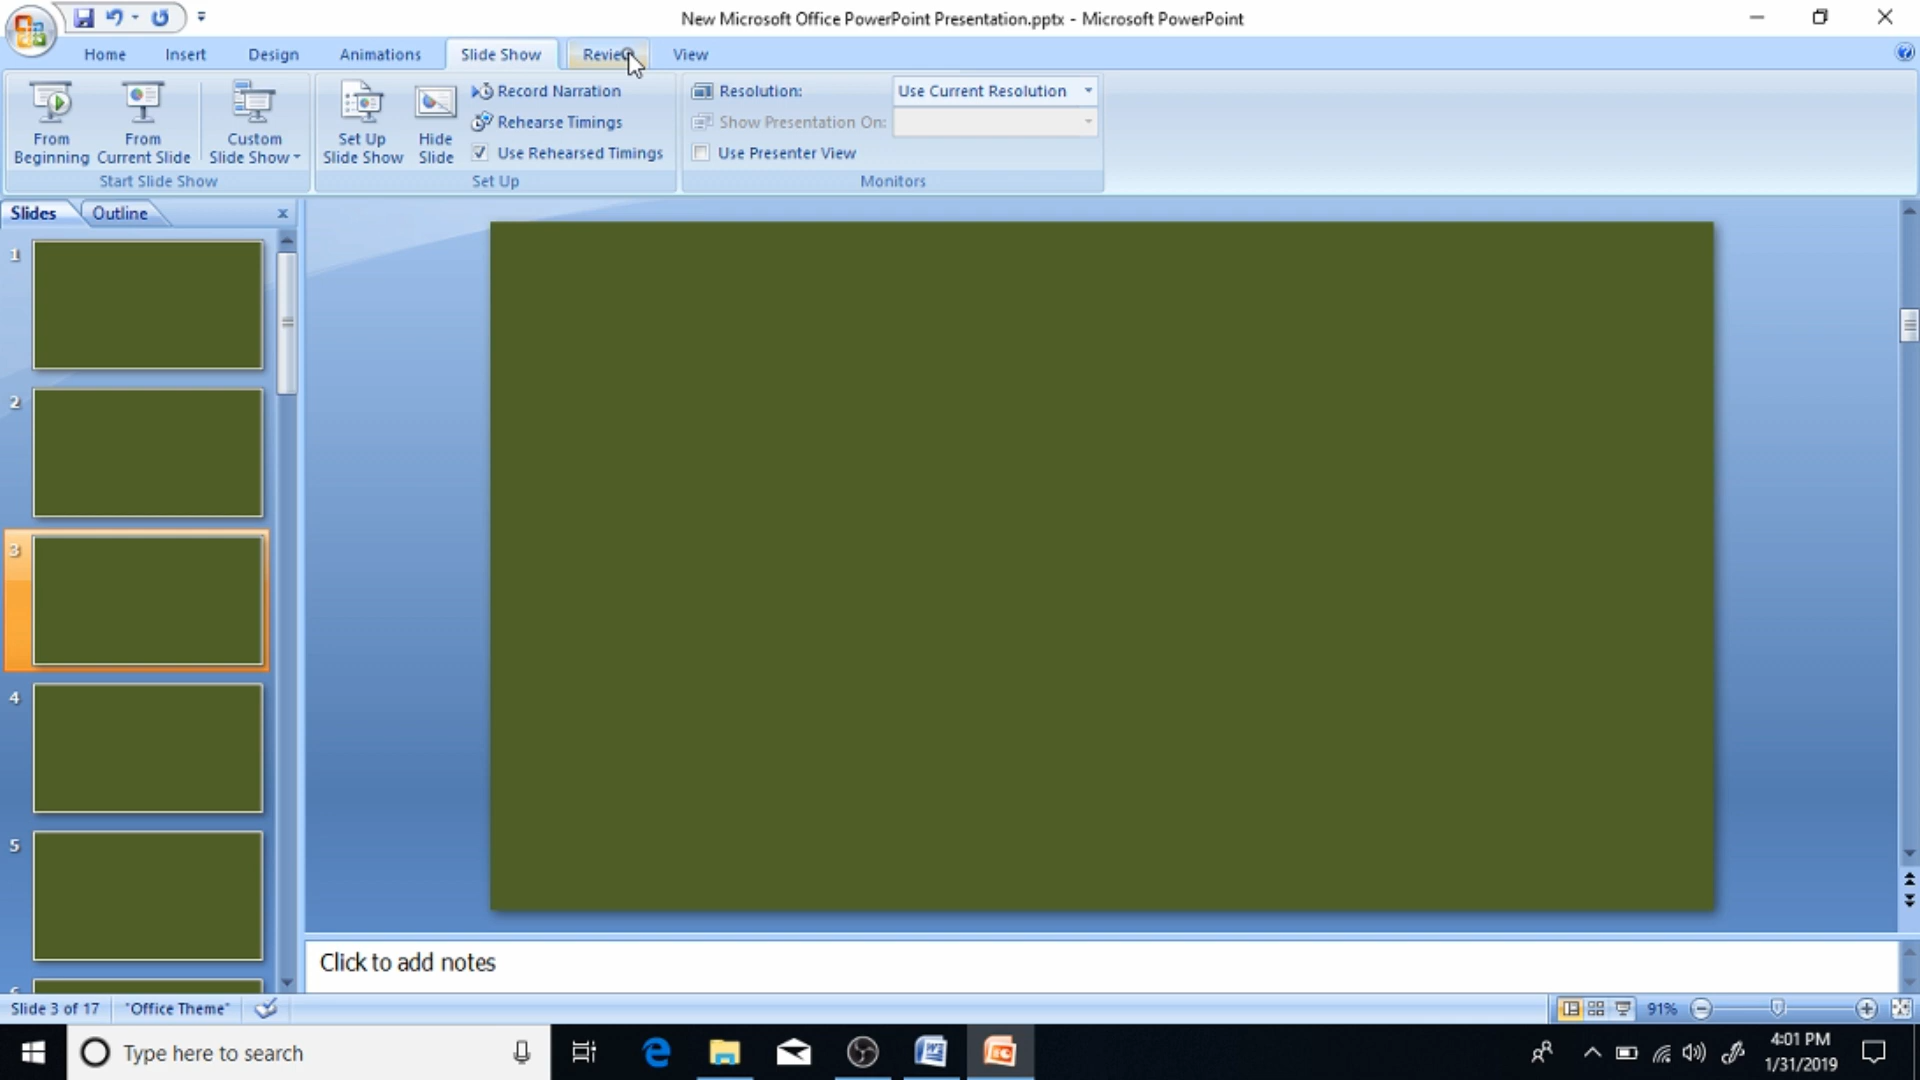 New Microsoft Office PowerPoint Presentation.pptx - Microsoft PowerPoint
Home Insert Design Animations Slide Show Review View
From Beginning
From Current Slide
Custom Slide Show
Start Slide Show
Set Up Slide Show
Hide Slide
Record Narration
Rehearse Timings
Use Rehearsed Timings
Set Up
Resolution: Use Current Resolution
Show Presentation On:
Use Presenter View
Monitors
Slides Outline
1
2
3
4
5
Click to add notes
Slide 3 of 17 "Office Theme" 91%
Type here to search
4:01 PM
1/31/2019